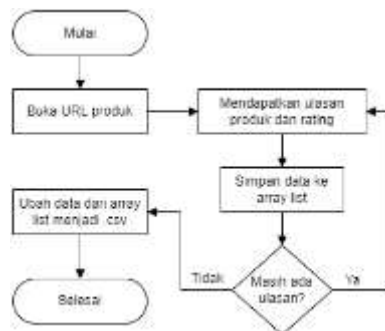 Mulai
Buka URL produk
Mendapatkan ulasan
produk dan rating
Simpan data ke
array list
Ubah data dari array
list menjadi .csv
Tidak
Masih ada
ulasan?
Ya
Selesai